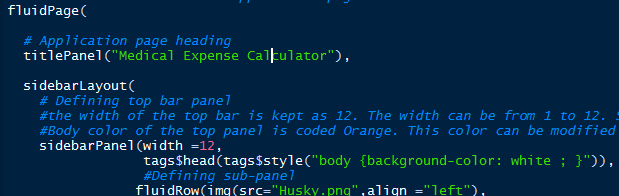 fluidPage(
# Application page heading
titlePanel("Medical Expense Calculator"),
sidebarLayout(
# Defining top bar panel
#the width of the top bar is kept as 12. The width can be from 1 to 12. S
#Body color of the top panel is coded Orange. This color can be modified
sidebarPanel(width =12,
tags$head(tags$style("body {background-color: white ; }")),
#Defining sub-panel
fluidRow(img(src="Husky.png",align ="left"),